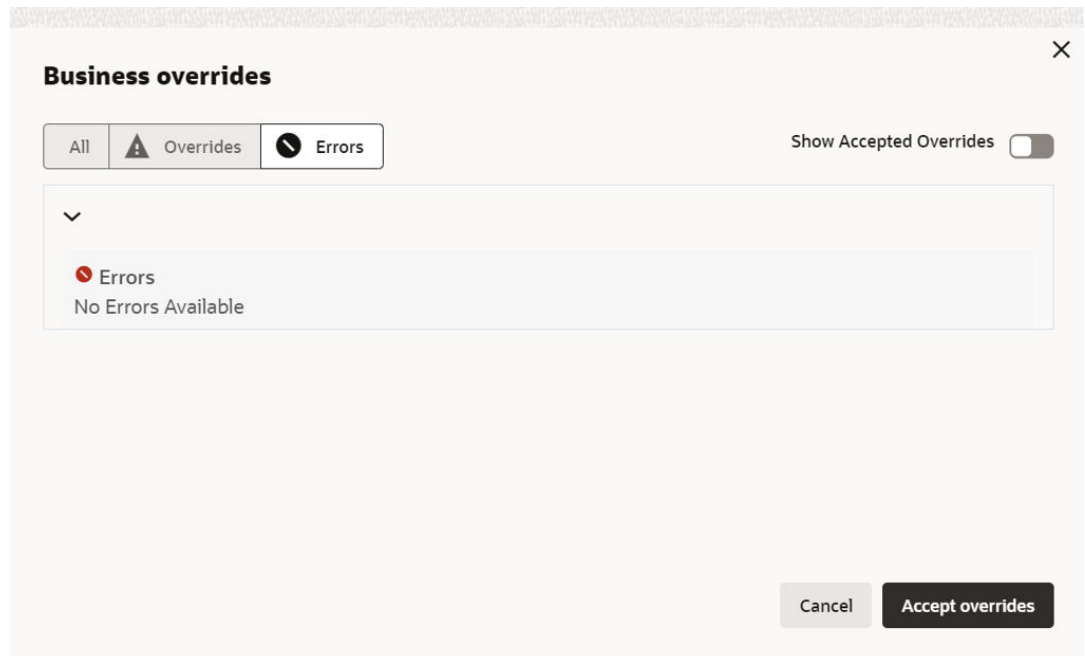 Business overrides
All Overrides Errors
Show Accepted Overrides
Errors
No Errors Available
Cancel Accept overrides